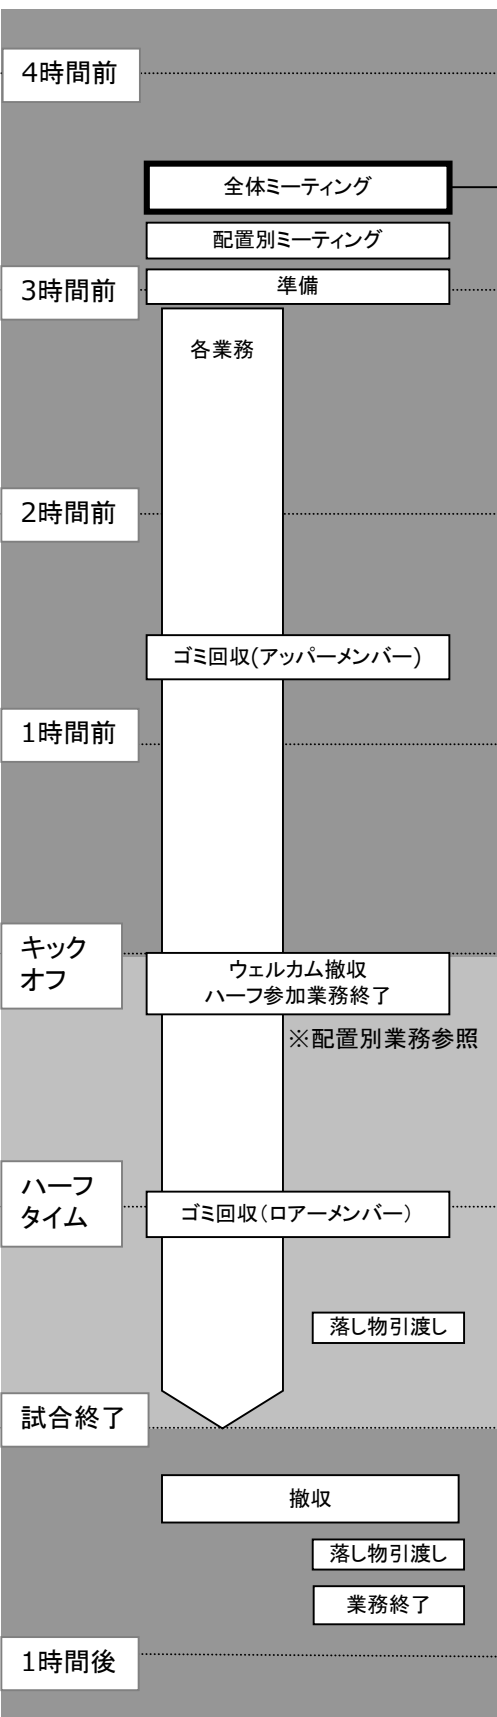 4時間前
全体ミーティング
配置別ミーティング
3時間前
準備
各業務
2時間前
ゴミ回収(アッパーメンバー)
1時間前
キック
オフ
ウェルカム撤収
ハーフ参加業務終了
※配置別業務参照
ハーフ
タイム
ゴミ回収（ロアーメンバー）
落し物引渡し
試合終了
撤収
落し物引渡し
業務終了
1時間後